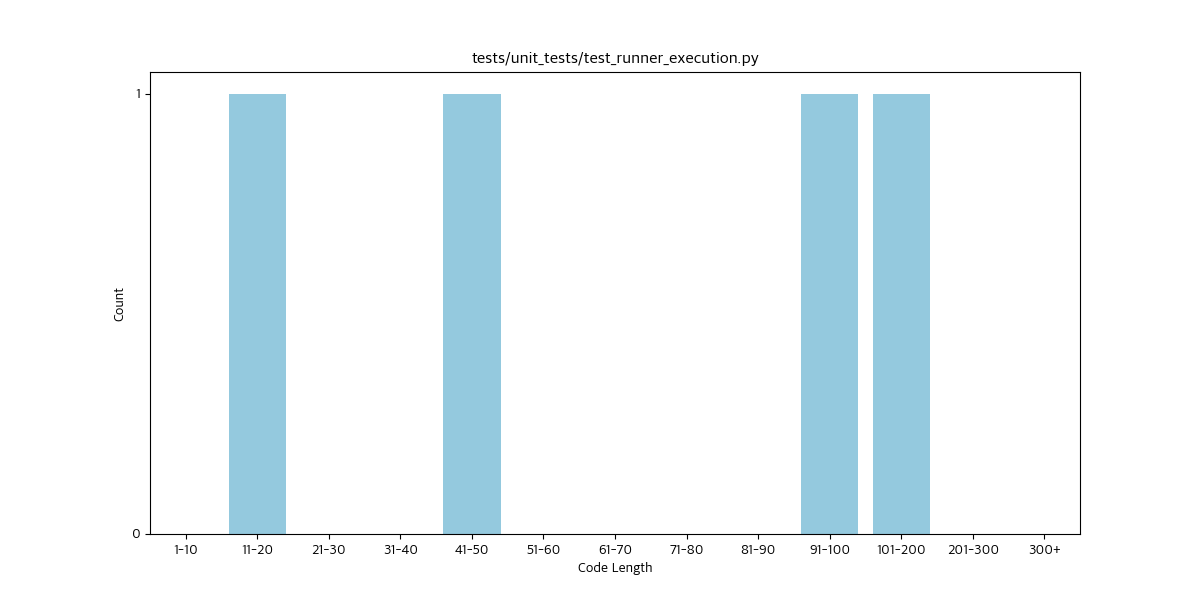 tests/unit_tests/test_runner_execution.py
1
Count
0
1-10 11-20 21-30 31-40 41-50 51-60 61-70 71-80 81-90 91-100 101-200 201-300 300+
Code Length